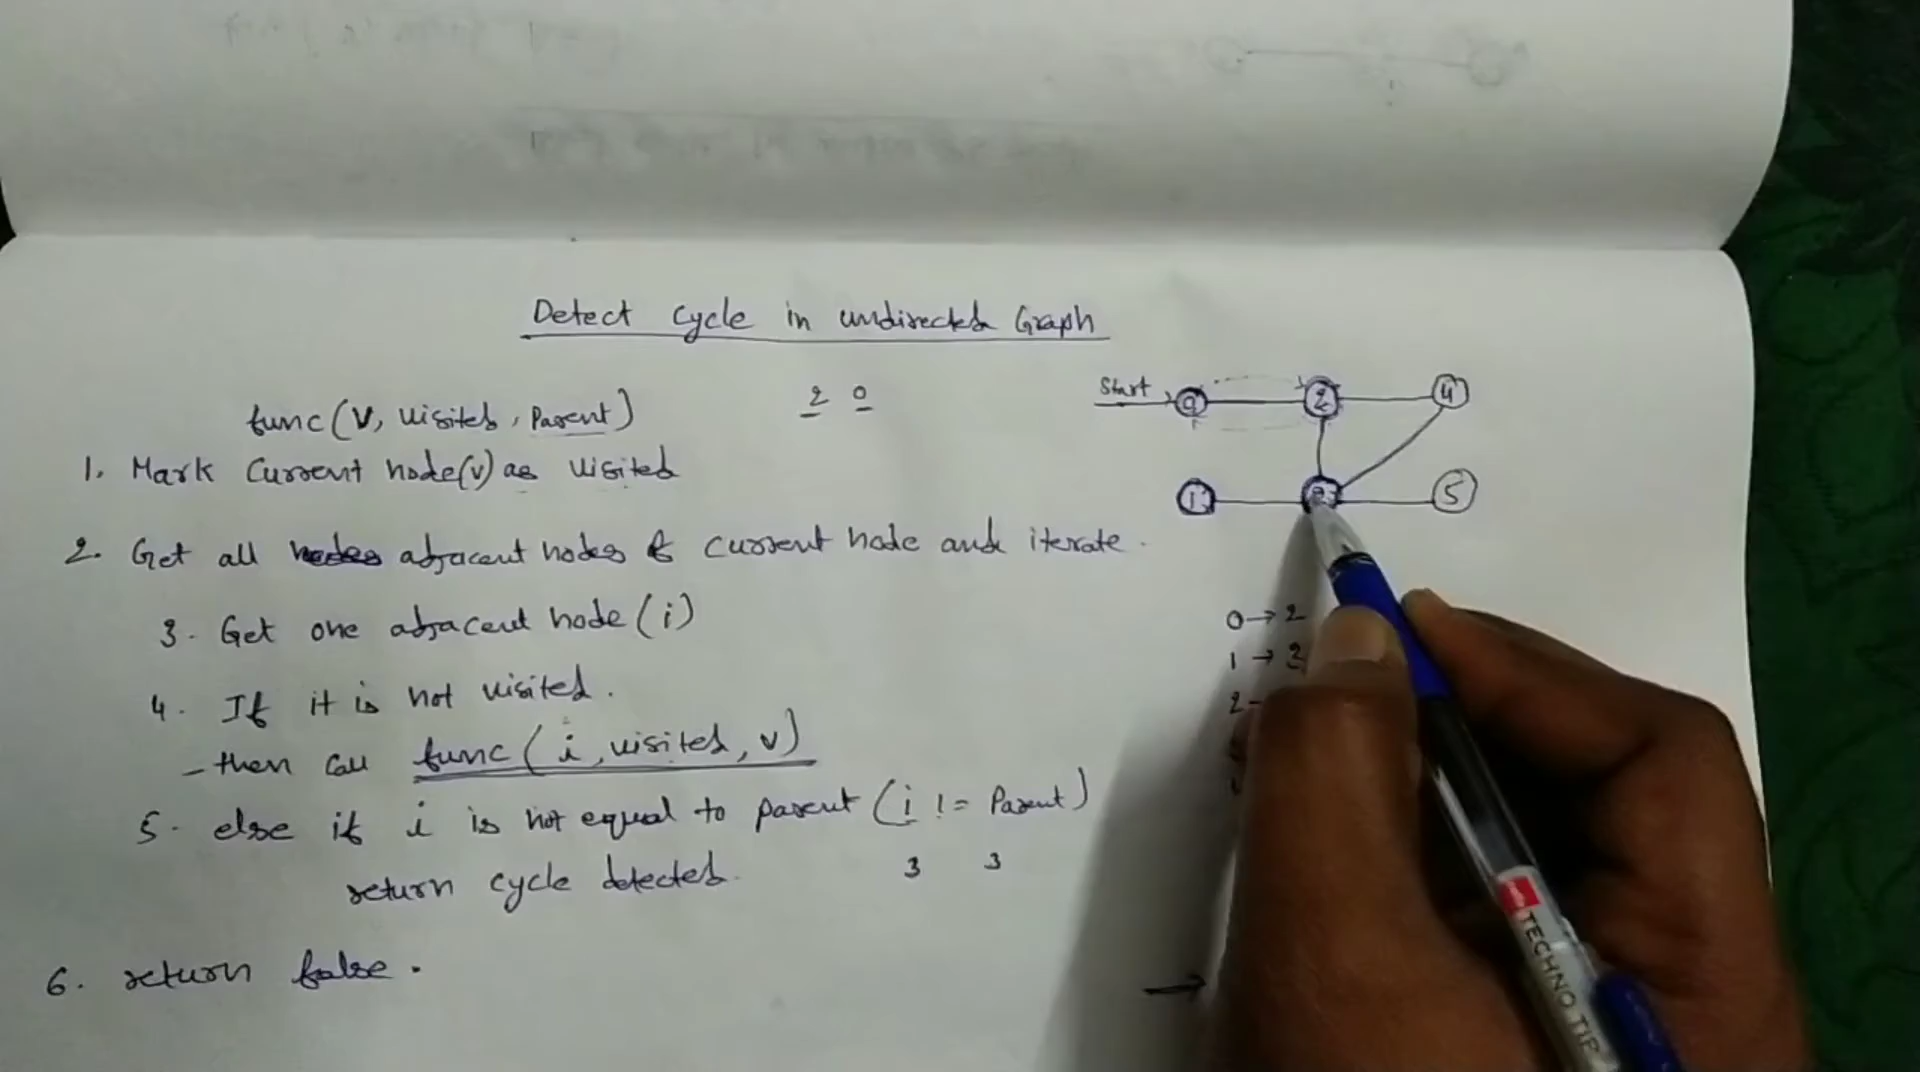 Detect Cycle in undirected Graph
func(V, visited, Parent)
2 0
1. Mark Current node(v) as visited
2. Get all nodes adjacent nodes of current node and iterate.
3. Get one adjacent node (i)
4. If it is not visited.
- then call func(i, visited, v)
5. else if i is not equal to parent (i != Parent)
3 3
return cycle detected.
6. return false.
Start
0 2 4
1 3 5
0 → 2
1 → 3
2 -
TECHNO TIP